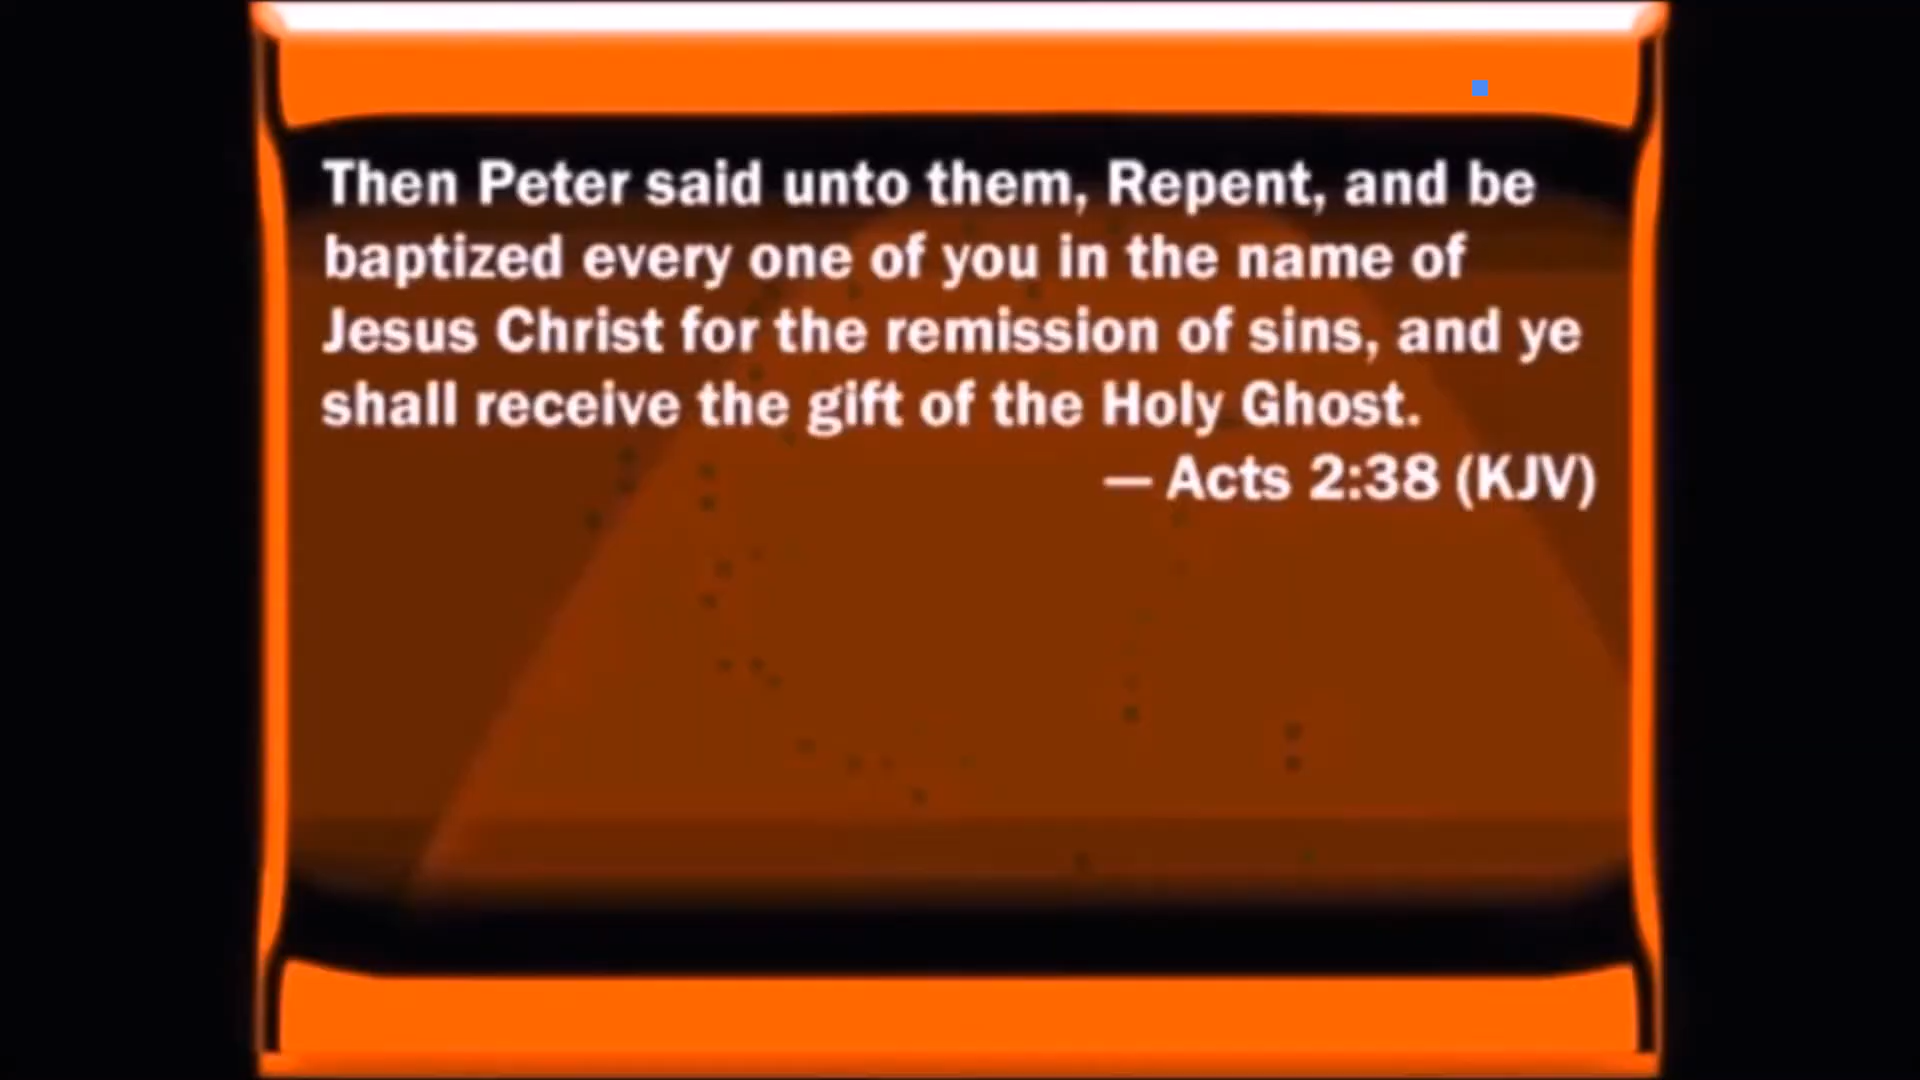 Then Peter said unto them, Repent, and be
baptized every one of you in the name of
Jesus Christ for the remission of sins, and ye
shall receive the gift of the Holy Ghost.
— Acts 2:38 (KJV)